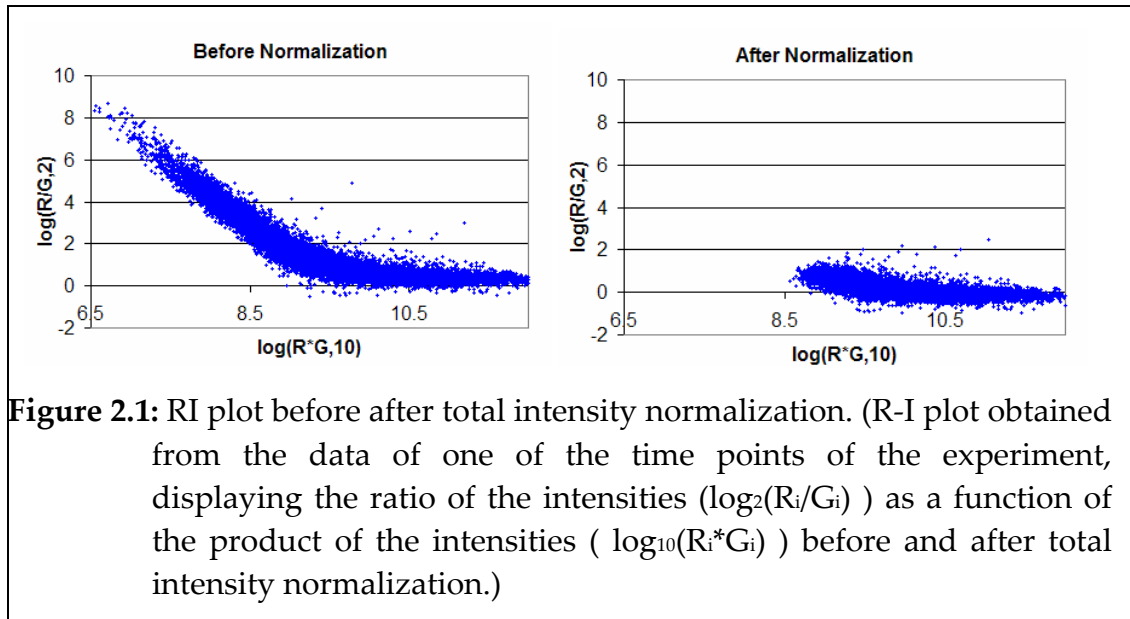 Before Normalization
10
8
6
4
2
0
-2
6.5
8.5
10.5
log(R/G,2)
log(R*G,10)
After Normalization
10
8
6
4
2
0
-2
6.5
8.5
10.5
log(R/G,2)
log(R*G,10)
Figure 2.1: RI plot before after total intensity normalization. (R-I plot obtained
from the data of one of the time points of the experiment,
displaying the ratio of the intensities (log₂(Ri/Gi) ) as a function of
the product of the intensities ( log₁₀(Ri*Gi) ) before and after total
intensity normalization.)